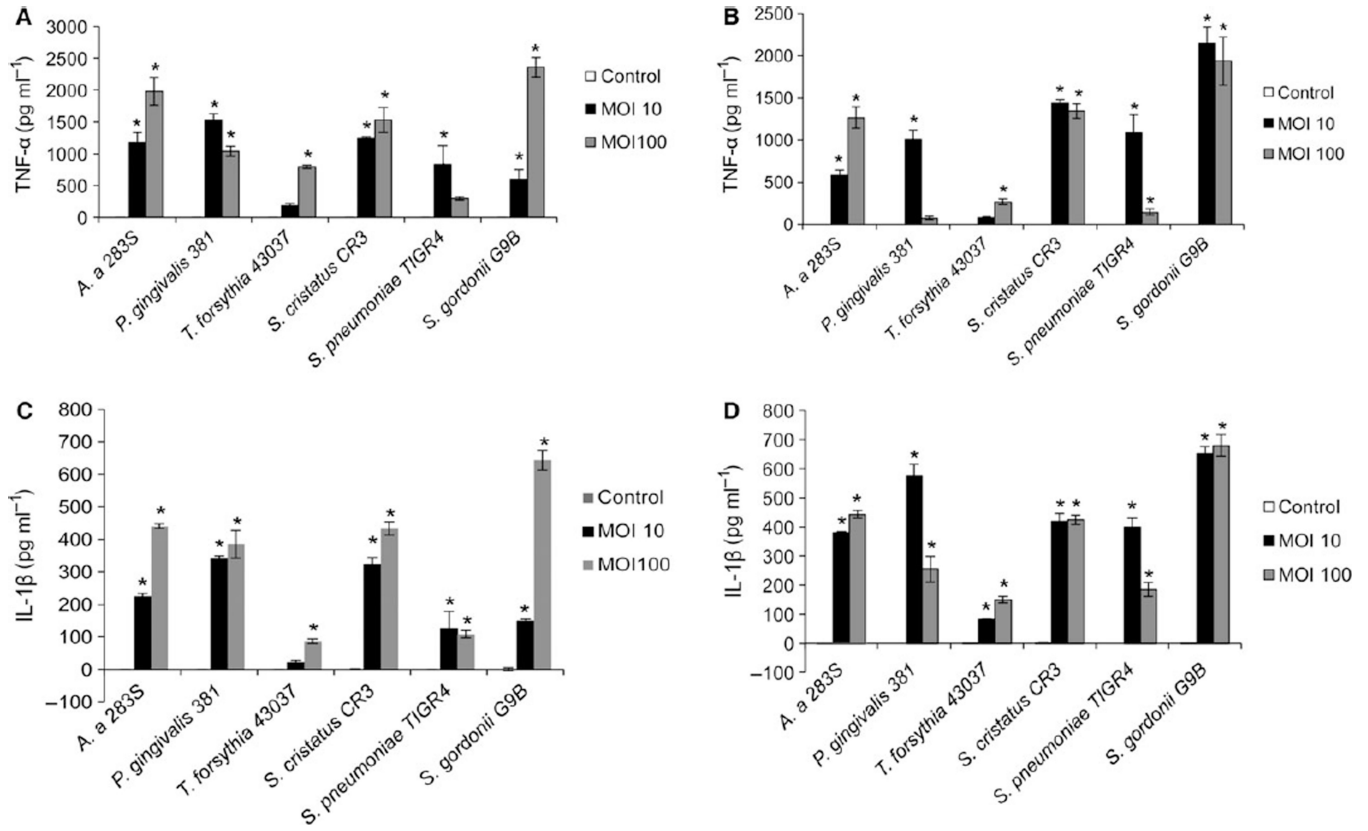 A
TNF-α (pg ml⁻¹)
3000
2500
2000
1500
1000
500
0
* * * * * * * * * *
Control
MOI 10
MOI100
A. a 283S
P. gingivalis 381
T. forsythia 43037
S. cristatus CR3
S. pneumoniae TIGR4
S. gordonii G9B
B
TNF-α (pg ml⁻¹)
2500
2000
1500
1000
500
0
* * * * * * * * * *
Control
MOI 10
MOI 100
A. a 283S
P. gingivalis 381
T. forsythia 43037
S. cristatus CR3
S. pneumoniae TIGR4
S. gordonii G9B
C
IL-1β (pg ml⁻¹)
800
700
600
500
400
300
200
100
0
–100
* * * * * * * * * * *
Control
MOI 10
MOI100
A. a 283S
P. gingivalis 381
T. forsythia 43037
S. cristatus CR3
S. pneumoniae TIGR4
S. gordonii G9B
D
IL-1β (pg ml⁻¹)
800
700
600
500
400
300
200
100
0
–100
* * * * * * * * * * * *
Control
MOI 10
MOI 100
A. a 283S
P. gingivalis 381
T. forsythia 43037
S. cristatus CR3
S. pneumoniae TIGR4
S. gordonii G9B